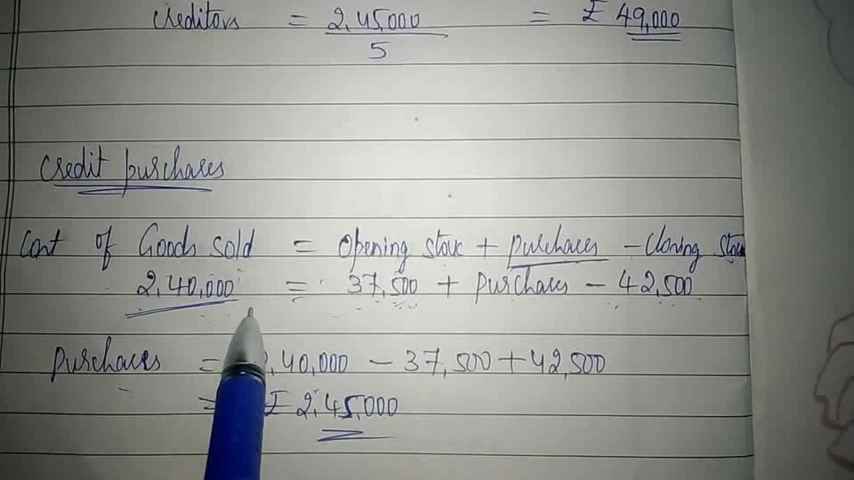 creditors = 2,45,000 / 5 = ₹ 49,000
Credit purchases
Cost of Goods sold = Opening stock + purchases - Closing stock
2,40,000 = 37,500 + Purchases - 42,500
Purchases = 2,40,000 - 37,500 + 42,500
= ₹ 2,45,000